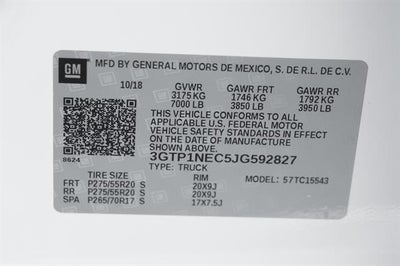 GM
MFD BY GENERAL MOTORS DE MEXICO, S. DE R.L. DE C.V.
10/18 GVWR GAWR FRT GAWR RR
3175 KG 1746 KG 1792 KG
7000 LB 3850 LB 3950 LB
THIS VEHICLE CONFORMS TO ALL
APPLICABLE U.S. FEDERAL MOTOR
VEHICLE SAFETY STANDARDS IN EFFECT
ON THE DATE OF MANUFACTURE
SHOWN ABOVE.
8624 3GTP1NEC5JG592827
TYPE: TRUCK
TIRE SIZE RIM MODEL: 57TC15543
FRT P275/55R20 S 20X9J
RR P275/55R20 S 20X9J
SPA P265/70R17 S 17X7.5J